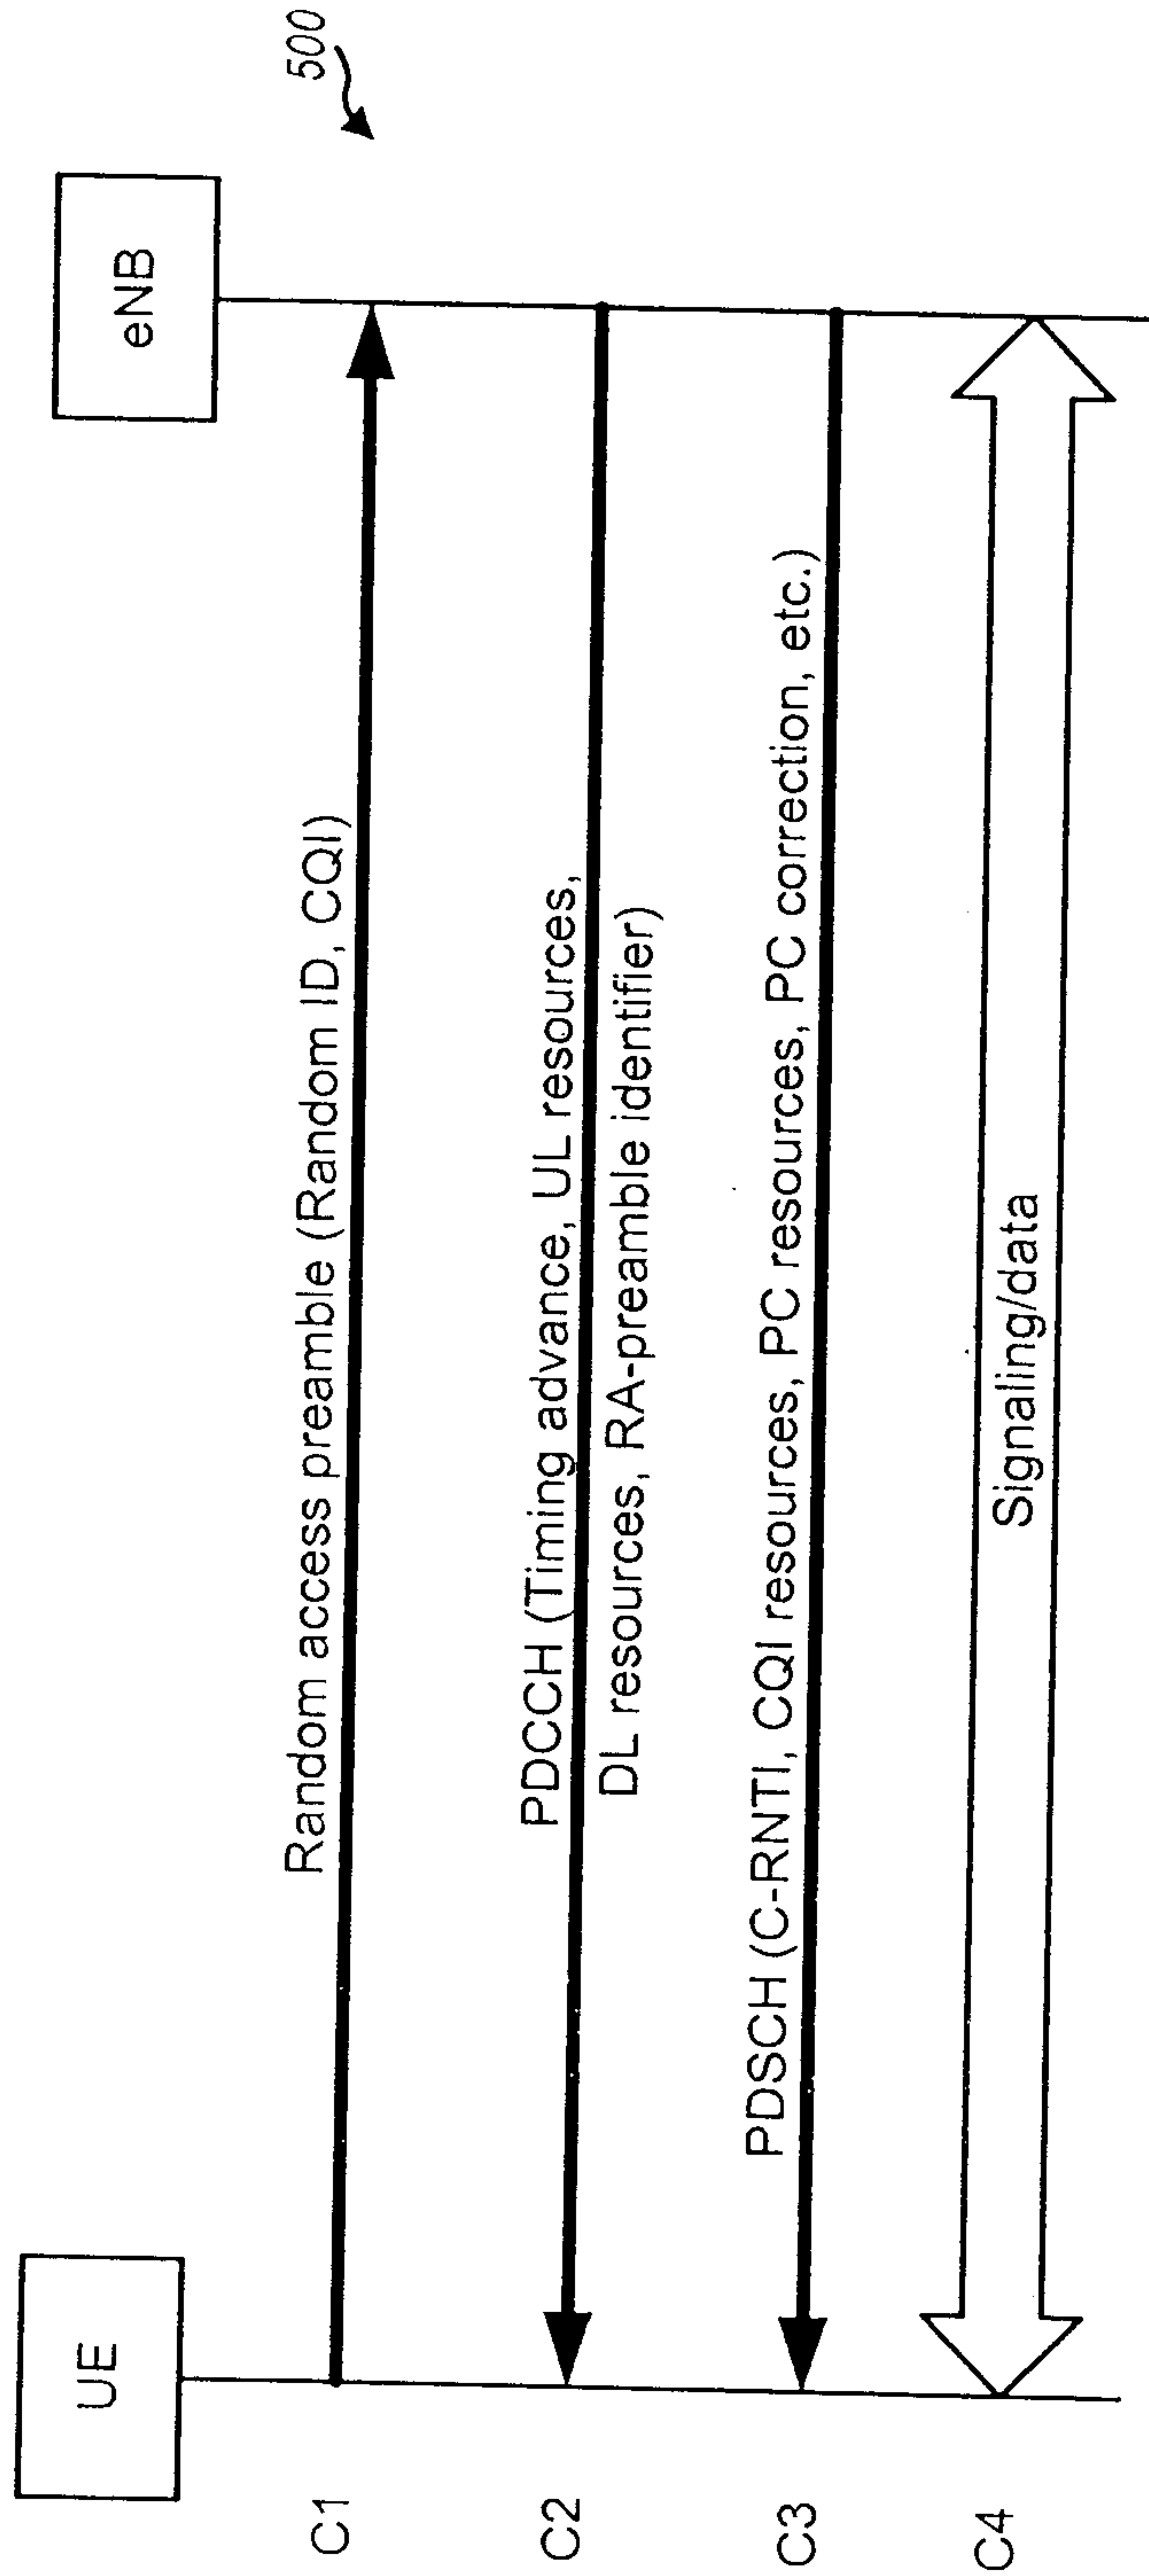 500
UE
eNB
C1
Random access preamble (Random ID, CQI)
C2
PDCCH (Timing advance, UL resources,
DL resources, RA-preamble identifier)
C3
PDSCH (C-RNTI, CQI resources, PC resources, PC correction, etc.)
C4
Signaling/data